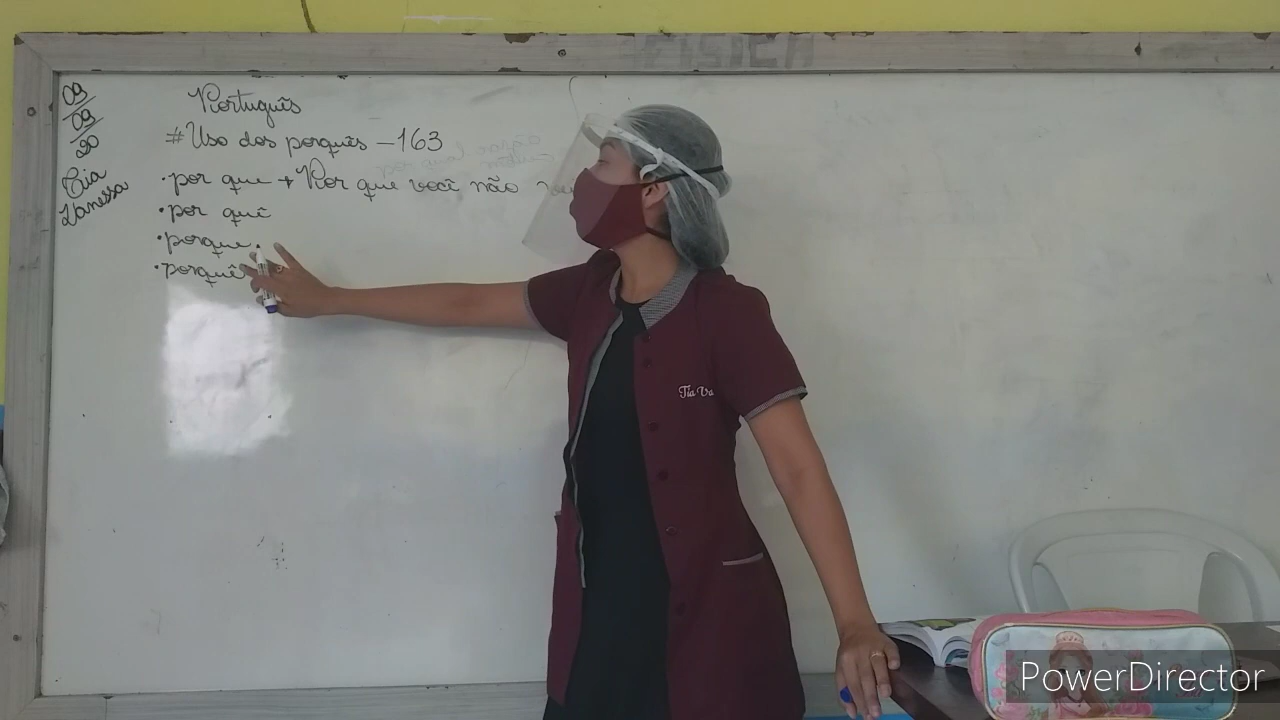 FISICA
09
09
20
Tia
Vanessa
Português
#Uso dos porquês - 163
• por que + Por que você não
• por quê
• porque •
• porquê
Tia Va
PowerDirector